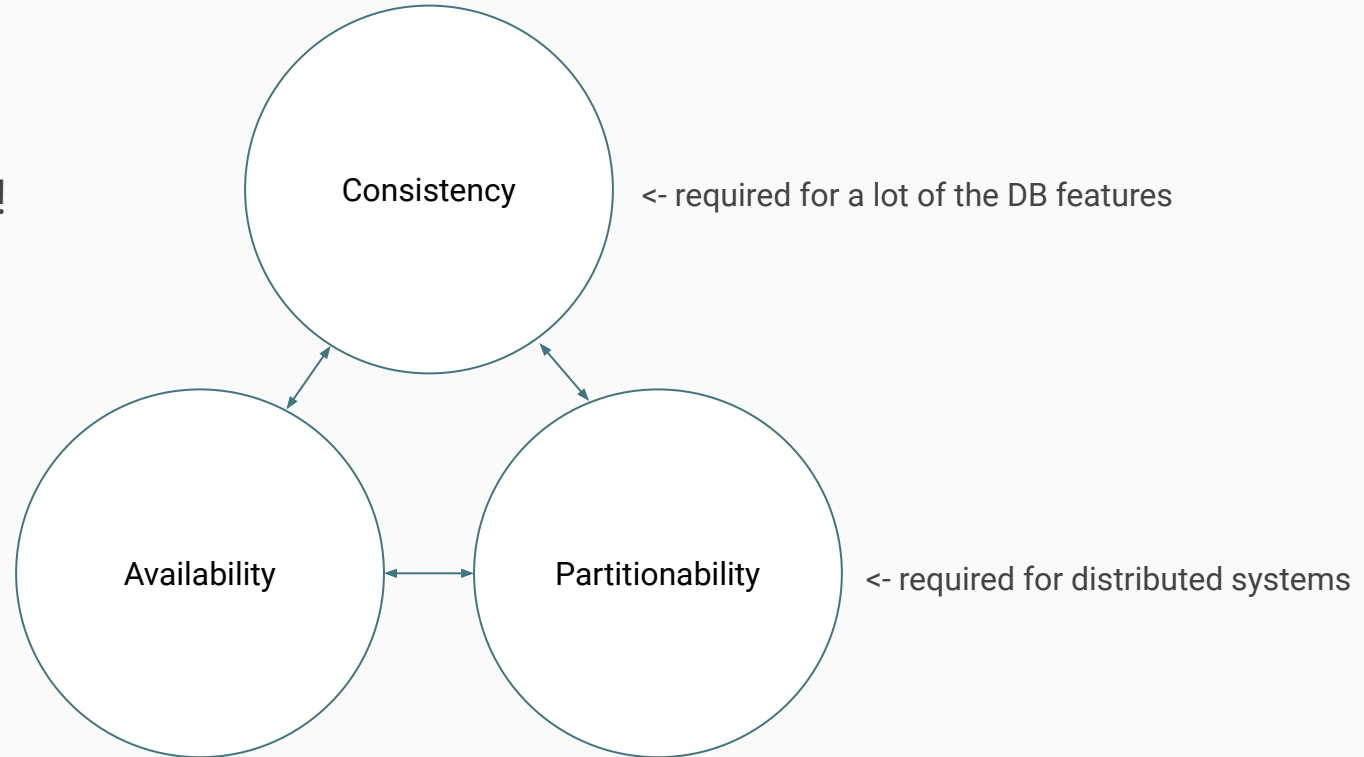 !
Consistency
<- required for a lot of the DB features
Availability
Partitionability
<- required for distributed systems